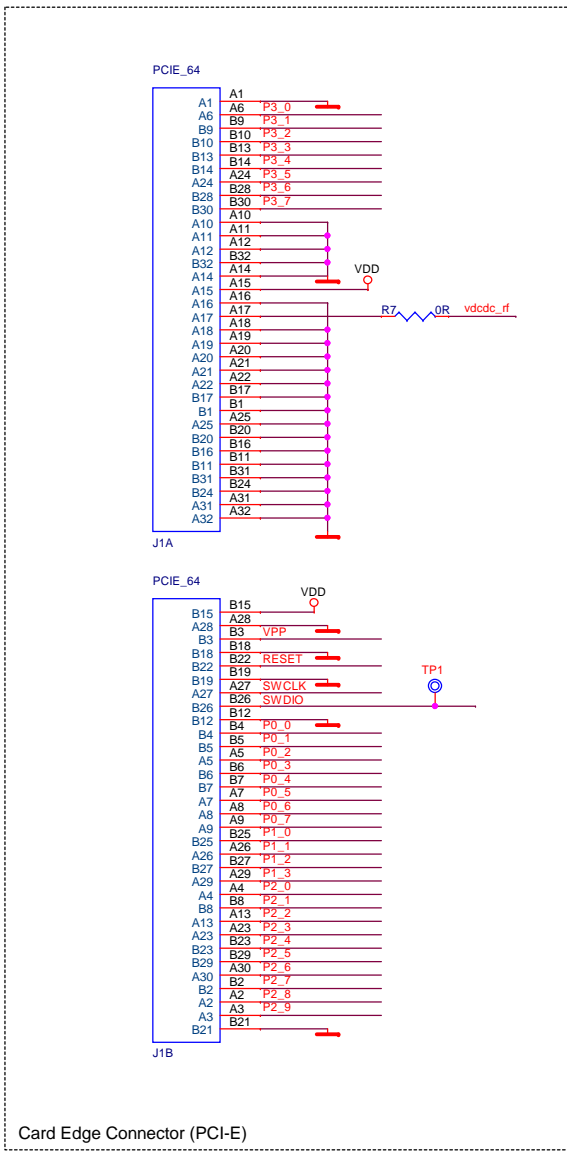 PCIE_64
A1 A1
A6 A6 P3_0
B9 B9 P3_1
B10 B10 P3_2
B13 B13 P3_3
B14 B14 P3_4
A24 A24 P3_5
B28 B28 P3_6
B30 B30 P3_7
A10 A10
A11 A11
A12 A12
B32 B32
A14 A14
VDD
A15 A15
A16 A16
A17 A17 R7 0R vdcdc_rf
A18 A18
A19 A19
A20 A20
A21 A21
A22 A22
B17 B17
B1 B1
A25 A25
B20 B20
B16 B16
B11 B11
B31 B31
B24 B24
A31 A31
A32 A32
J1A
PCIE_64
VDD
B15 B15
A28 A28
B3 B3 VPP
B18 B18
B22 B22 RESET
B19 B19
TP1
A27 A27 SWCLK
B26 B26 SWDIO
B12 B12
B4 B4 P0_0
B5 B5 P0_1
A5 A5 P0_2
B6 B6 P0_3
B7 B7 P0_4
A7 A7 P0_5
A8 A8 P0_6
A9 A9 P0_7
B25 B25 P1_0
A26 A26 P1_1
B27 B27 P1_2
A29 A29 P1_3
A4 A4 P2_0
B8 B8 P2_1
A13 A13 P2_2
A23 A23 P2_3
B23 B23 P2_4
B29 B29 P2_5
A30 A30 P2_6
B2 B2 P2_7
A2 A2 P2_8
A3 A3 P2_9
B21 B21
J1B
Card Edge Connector (PCI-E)